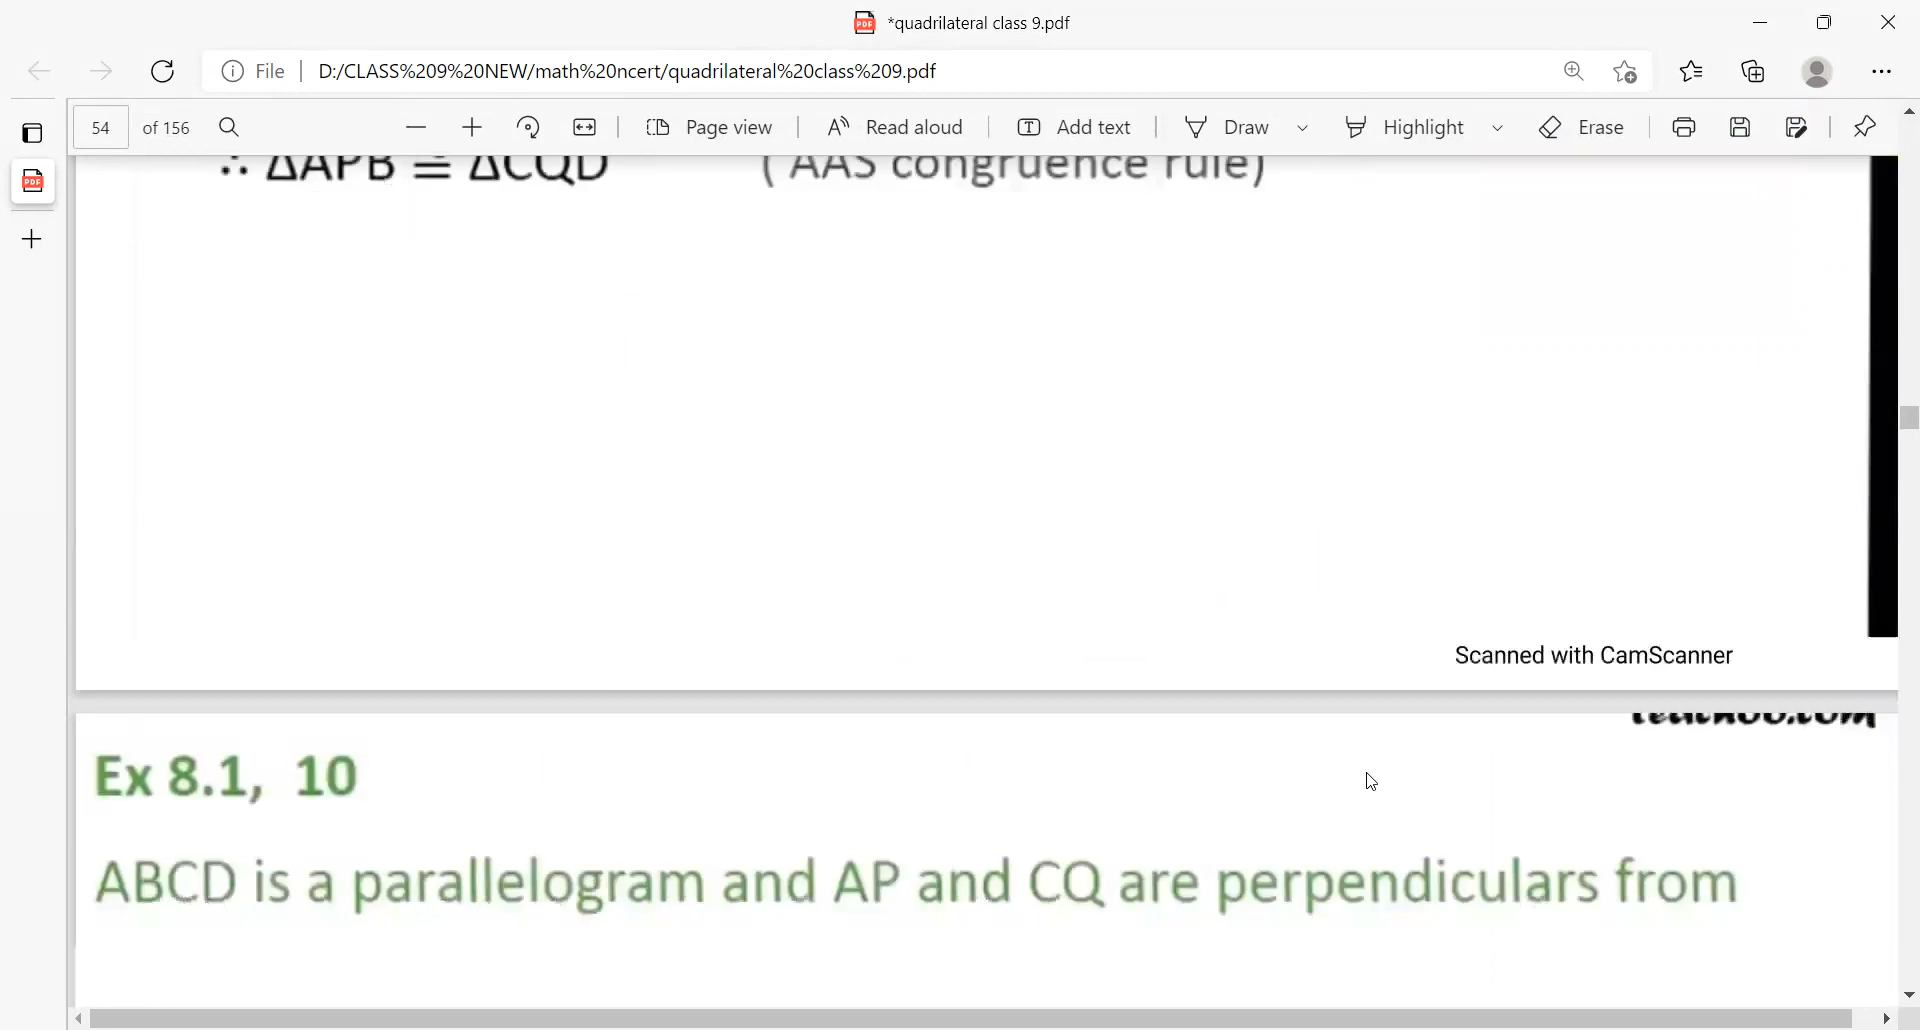 *quadrilateral class 9.pdf
File | D:/CLASS%209%20NEW/math%20ncert/quadrilateral%20class%209.pdf
54 of 156 Page view Read aloud Add text Draw Highlight Erase
∴ ΔAPB ≅ ΔCQD ( AAS congruence rule)
Scanned with CamScanner
teachoo.com
Ex 8.1, 10
ABCD is a parallelogram and AP and CQ are perpendiculars from